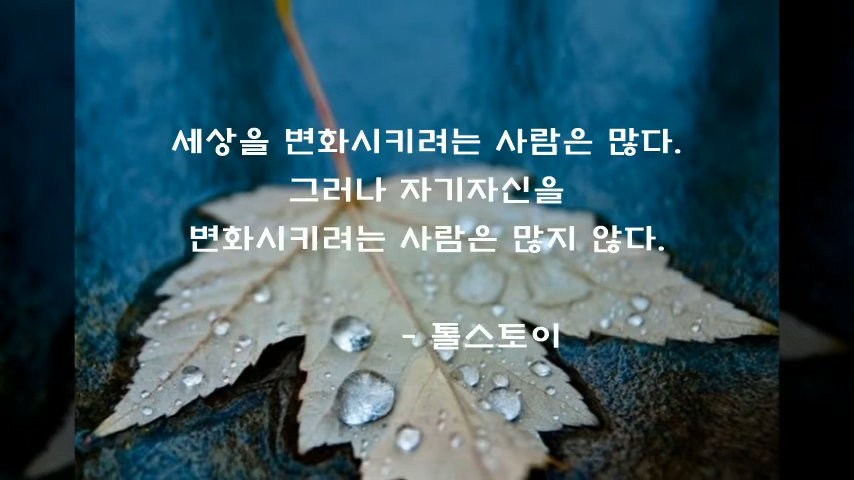 세상을 변화시키려는 사람은 많다.
그러나 자기자신을
변화시키려는 사람은 많지 않다.
- 톨스토이